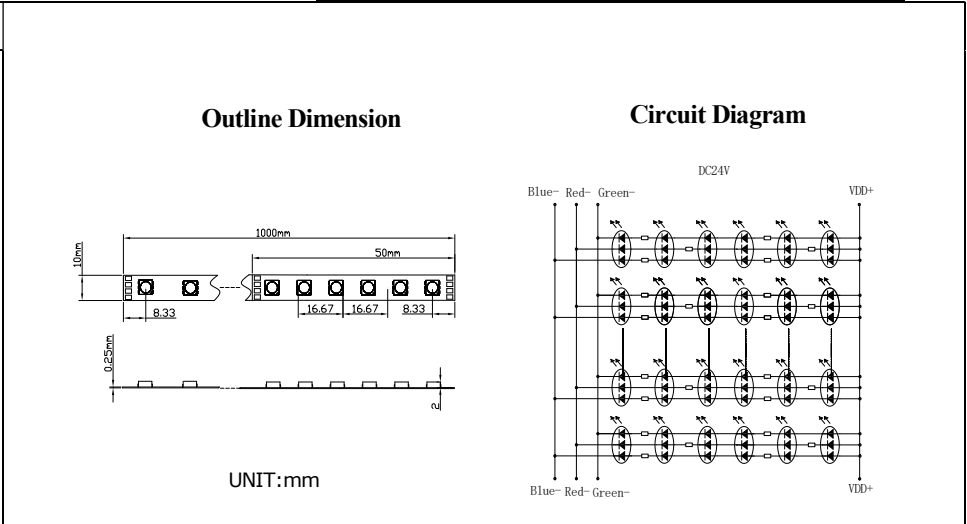 Outline Dimension
Circuit Diagram
DC24V
Blue- Red- Green-
VDD+
1000mm
50mm
10mm
8.33
16.67
16.67
8.33
0.25mm
2
UNIT:mm
Blue- Red- Green-
VDD+